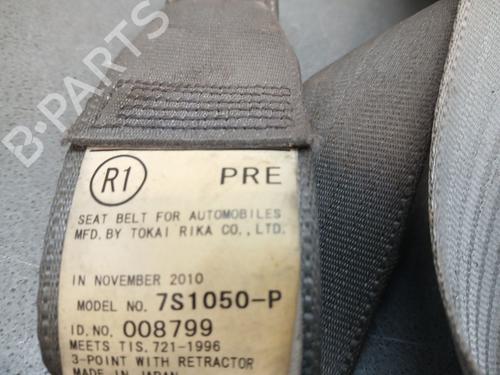 B-PARTS
R1 PRE
SEAT BELT FOR AUTOMOBILES
MFD. BY TOKAI RIKA CO., LTD.
IN NOVEMBER 2010
MODEL NO. 7S1050-P
ID. NO. 008799
MEETS TIS. 721-1996
3-POINT WITH RETRACTOR
MADE IN JAPAN